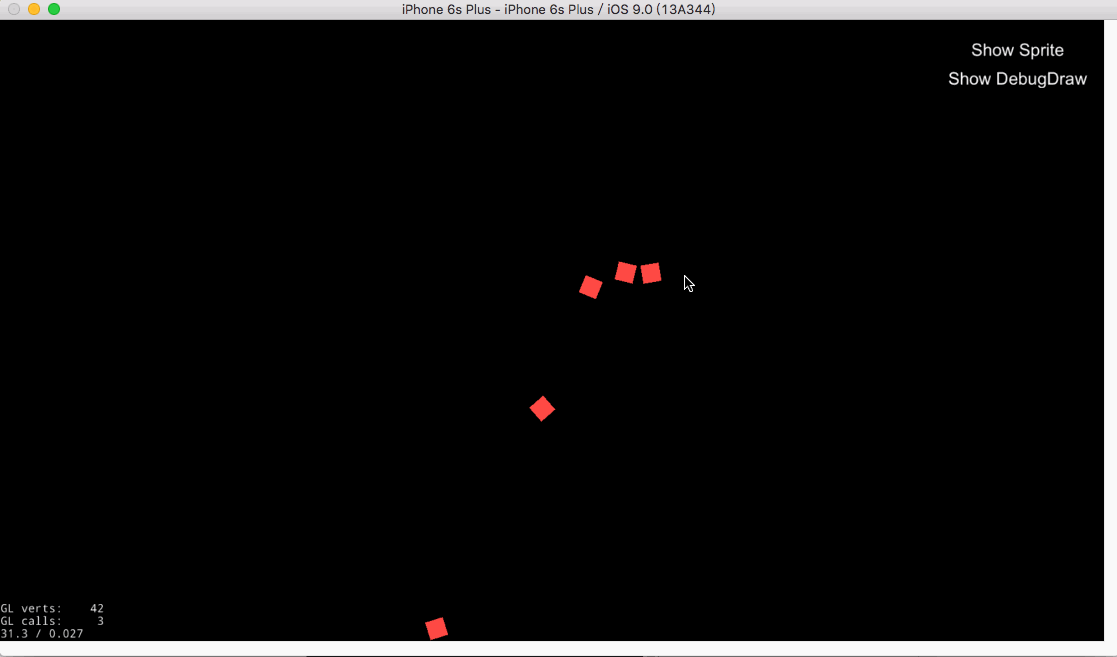 iPhone 6s Plus - iPhone 6s Plus / iOS 9.0 (13A344)
Show Sprite
Show DebugDraw
GL verts: 42
GL calls: 3
31.3 / 0.027